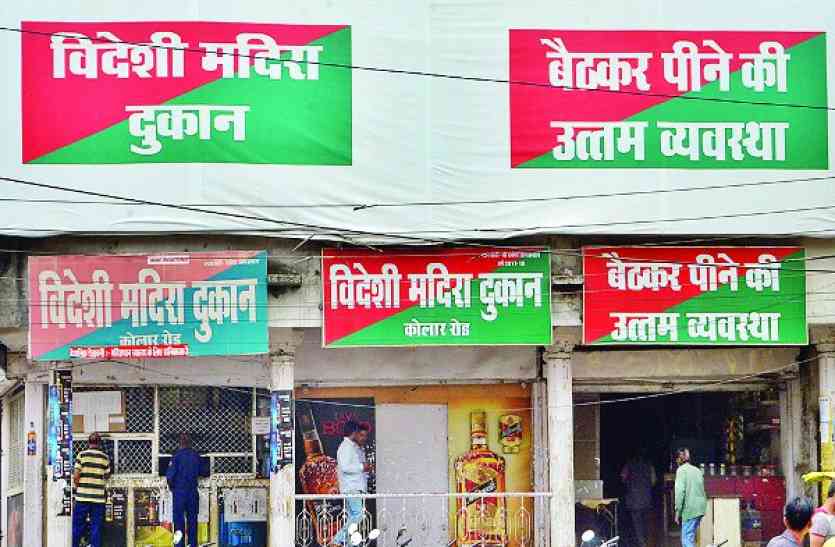 विदेशी मदिरा
दुकान
बैठकर पीने की
उत्तम व्यवस्था
विदेशी मदिरा दुकान
कोलार रोड
विदेशी मदिरा दुकान
कोलार रोड
बैठकर पीने की
उत्तम व्यवस्था